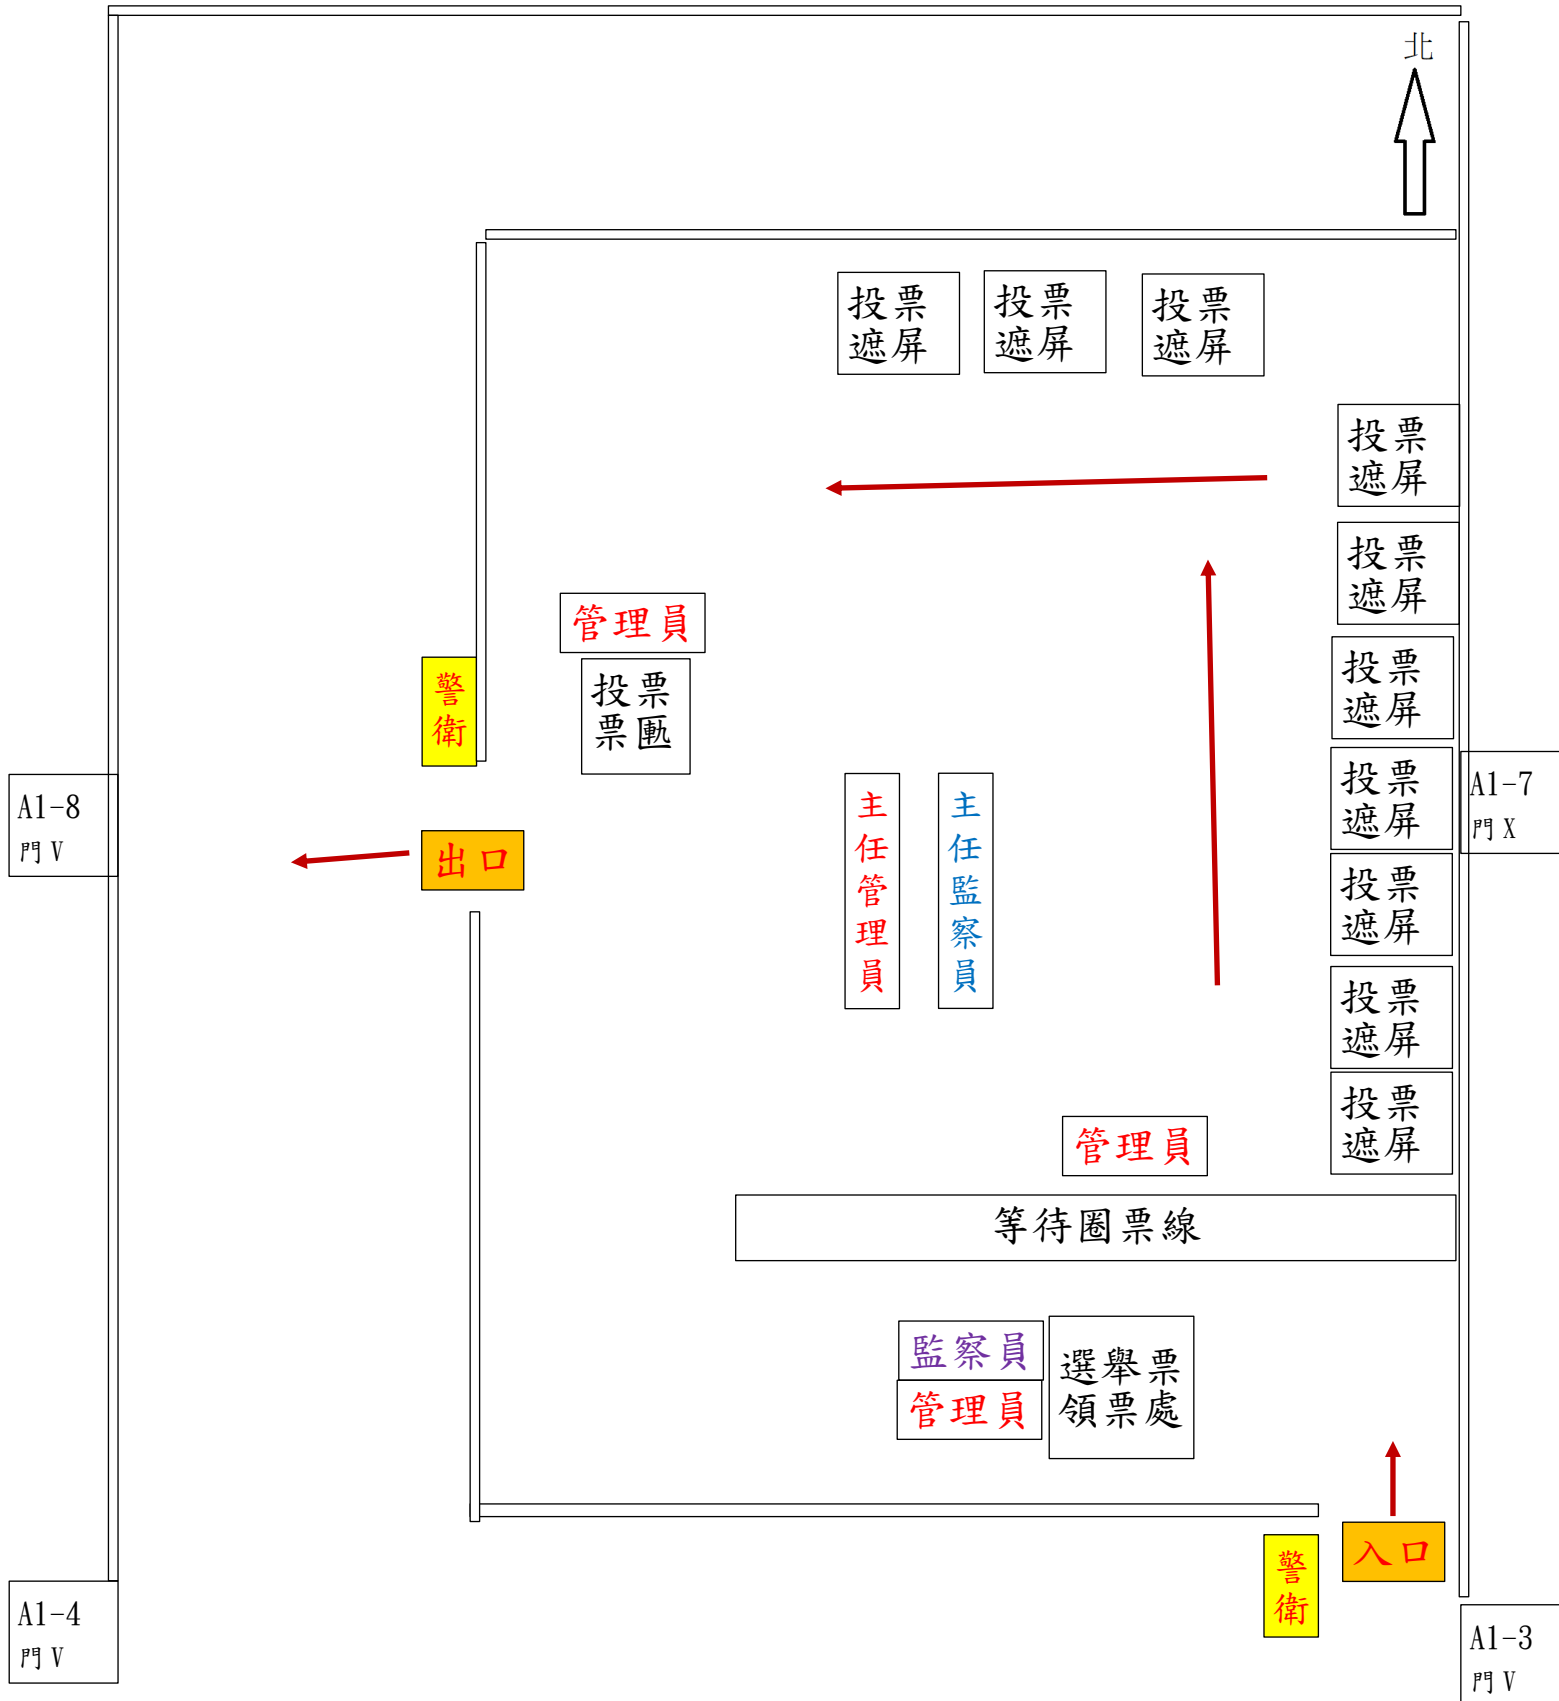 北
投票
遮屏
投票
遮屏
投票
遮屏
投票
遮屏
投票
遮屏
管理員
投票
票匭
警衛
投票
遮屏
A1-8
門 V
出口
主任管理員
主任監察員
投票
遮屏
A1-7
門 X
投票
遮屏
投票
遮屏
投票
遮屏
管理員
等待圈票線
監察員
管理員
選舉票
領票處
入口
警衛
A1-4
門 V
A1-3
門 V